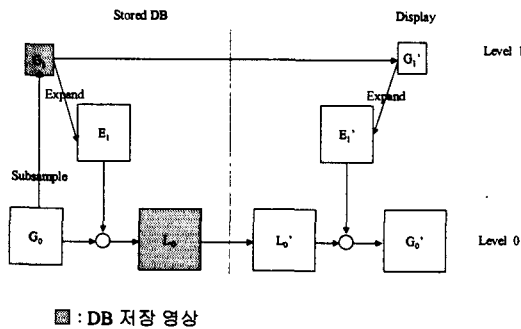 Stored DB
Display
G₁
G₁'
Level 1
Expand
Expand
E₁
E₁'
Subsample
G₀
L₀
L₀'
G₀'
Level 0
: DB 저장 영상